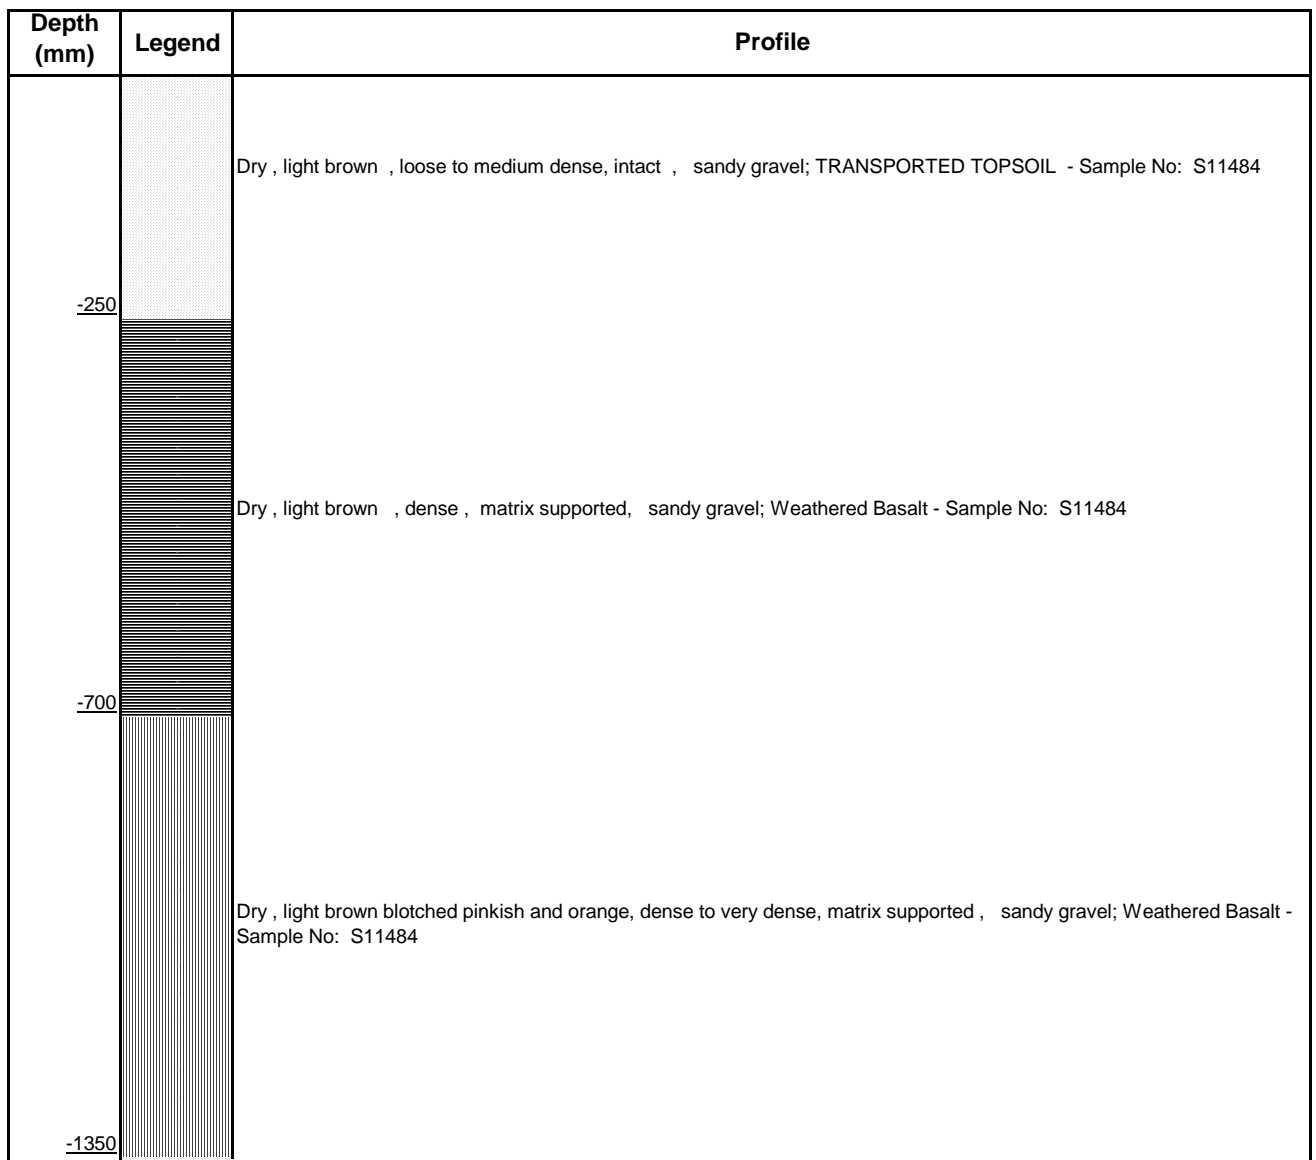 Depth
(mm)
Legend
Profile
Dry , light brown , loose to medium dense, intact , sandy gravel; TRANSPORTED TOPSOIL - Sample No: S11484
-250
Dry , light brown , dense , matrix supported, sandy gravel; Weathered Basalt - Sample No: S11484
-700
Dry , light brown blotched pinkish and orange, dense to very dense, matrix supported , sandy gravel; Weathered Basalt -
Sample No: S11484
-1350